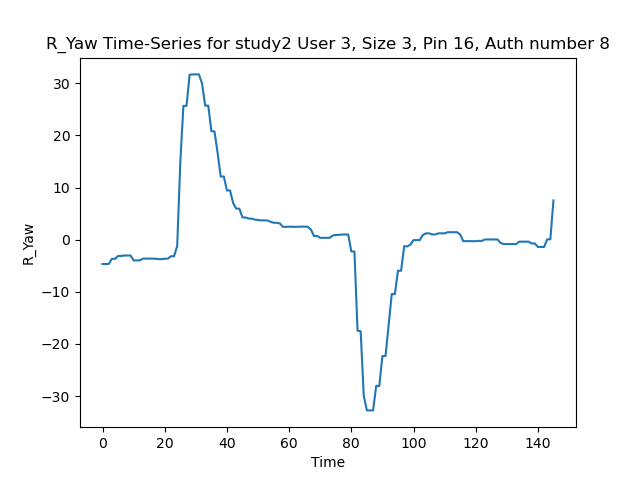 R_Yaw Time-Series for study2 User 3, Size 3, Pin 16, Auth number 8
R_Yaw
30
20
10
0
−10
−20
−30
0 20 40 60 80 100 120 140
Time